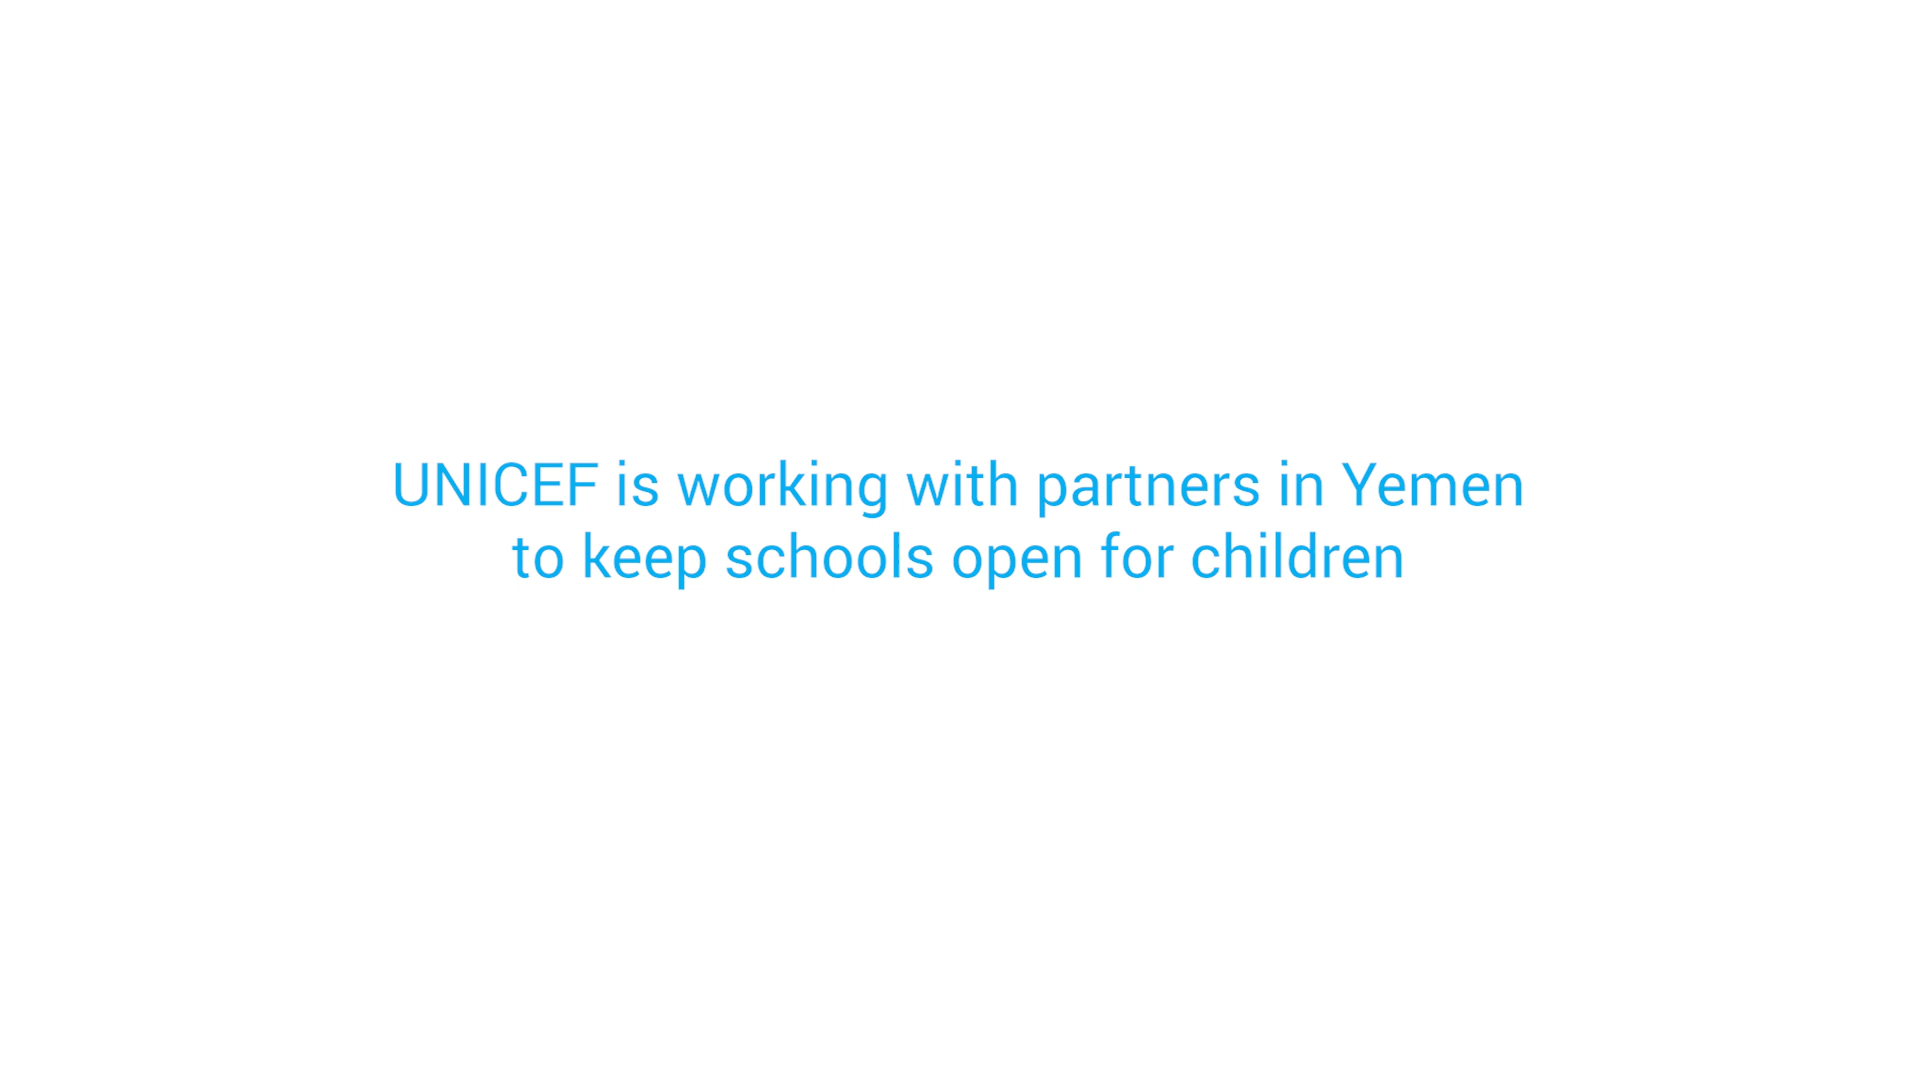 UNICEF is working with partners in Yemen
to keep schools open for children